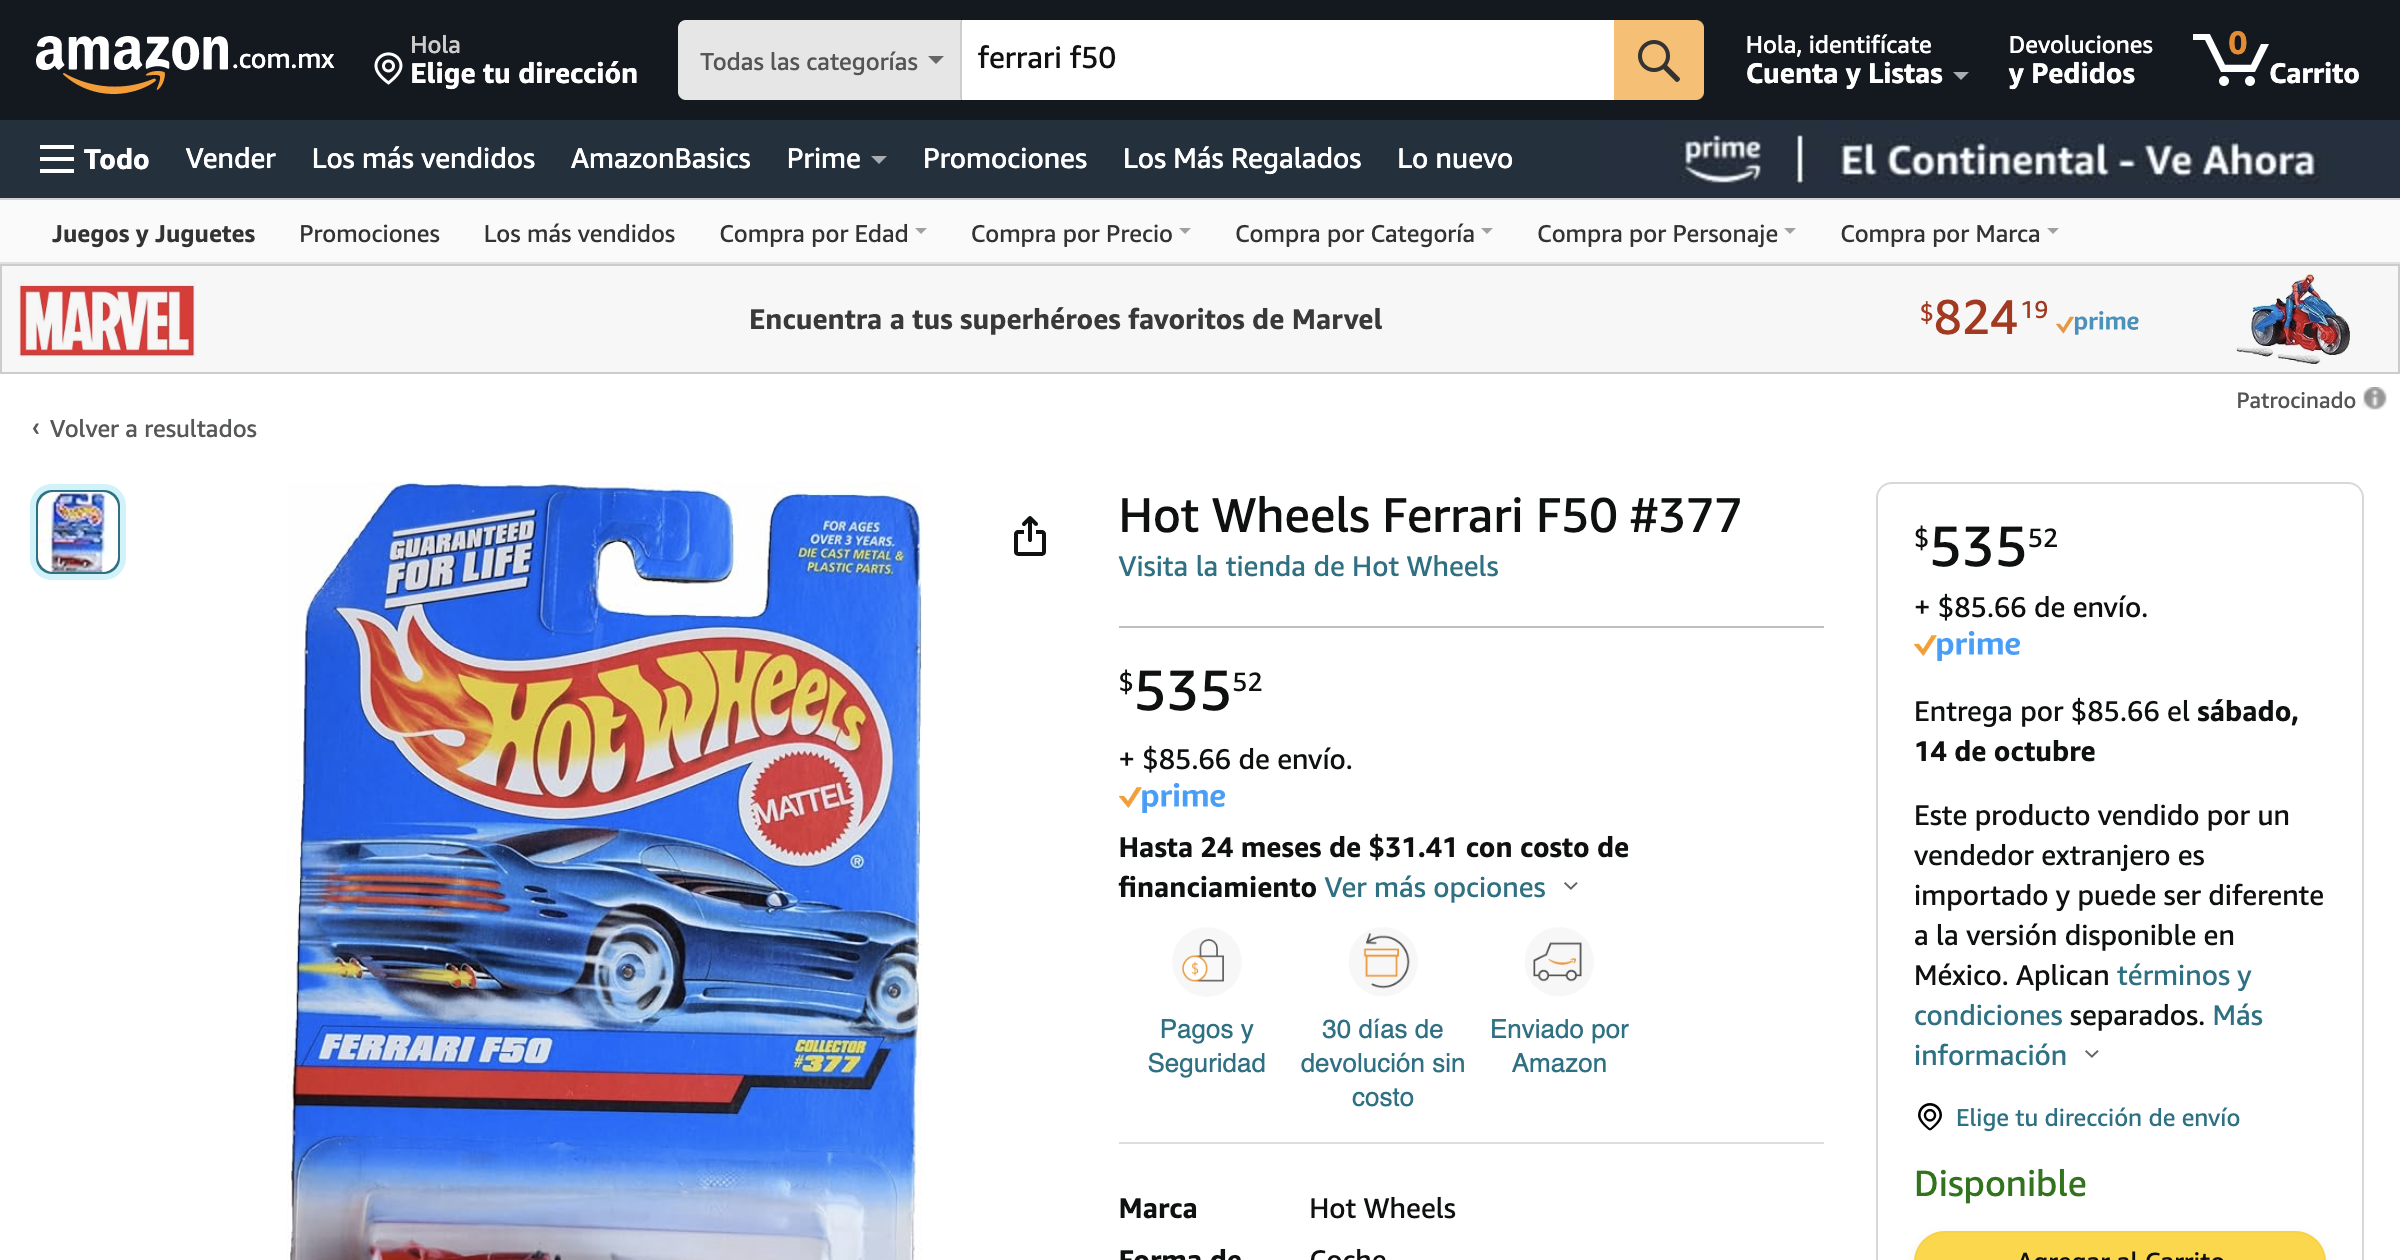 amazon.com.mx
Hola
Elige tu dirección
Todas las categorías
ferrari f50
Hola, identifícate
Cuenta y Listas
Devoluciones
y Pedidos
0
Carrito
Todo
Vender
Los más vendidos
AmazonBasics
Prime
Promociones
Los Más Regalados
Lo nuevo
prime
El Continental - Ve Ahora
Juegos y Juguetes
Promociones
Los más vendidos
Compra por Edad
Compra por Precio
Compra por Categoría
Compra por Personaje
Compra por Marca
MARVEL
Encuentra a tus superhéroes favoritos de Marvel
$824 19
prime
Patrocinado
‹ Volver a resultados
GUARANTEED
FOR LIFE
FOR AGES
OVER 3 YEARS.
DIE CAST METAL &
PLASTIC PARTS.
Hot Wheels
MATTEL
®
FERRARI F50
COLLECTOR
#377
Hot Wheels Ferrari F50 #377
Visita la tienda de Hot Wheels
$535 52
+ $85.66 de envío.
prime
Hasta 24 meses de $31.41 con costo de
financiamiento Ver más opciones
Pagos y
Seguridad
30 días de
devolución sin
costo
Enviado por
Amazon
Marca
Hot Wheels
Forma de
Coche
$535 52
+ $85.66 de envío.
prime
Entrega por $85.66 el sábado,
14 de octubre
Este producto vendido por un
vendedor extranjero es
importado y puede ser diferente
a la versión disponible en
México. Aplican términos y
condiciones separados. Más
información
Elige tu dirección de envío
Disponible
Agregar al Carrito